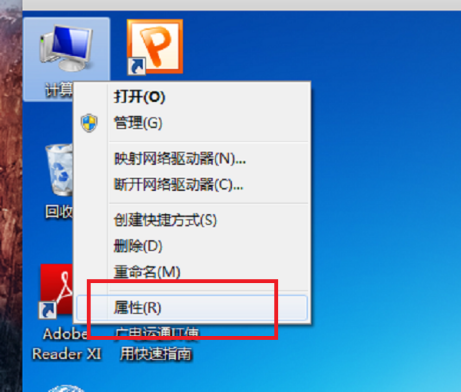 计算
打开(O)
管理(G)
映射网络驱动器(N)...
断开网络驱动器(C)...
创建快捷方式(S)
回收
删除(D)
重命名(M)
属性(R)
Adobe
Reader XI
广电运通订使
用快速指南